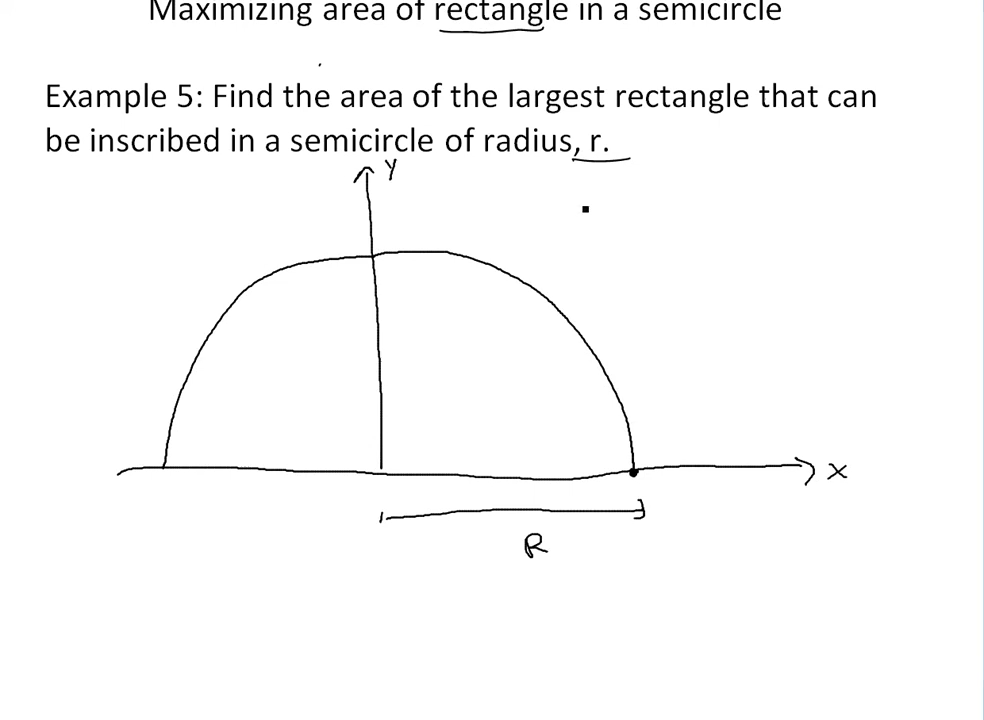 Maximizing area of rectangle in a semicircle
Example 5: Find the area of the largest rectangle that can
be inscribed in a semicircle of radius, r.
Y
x
R